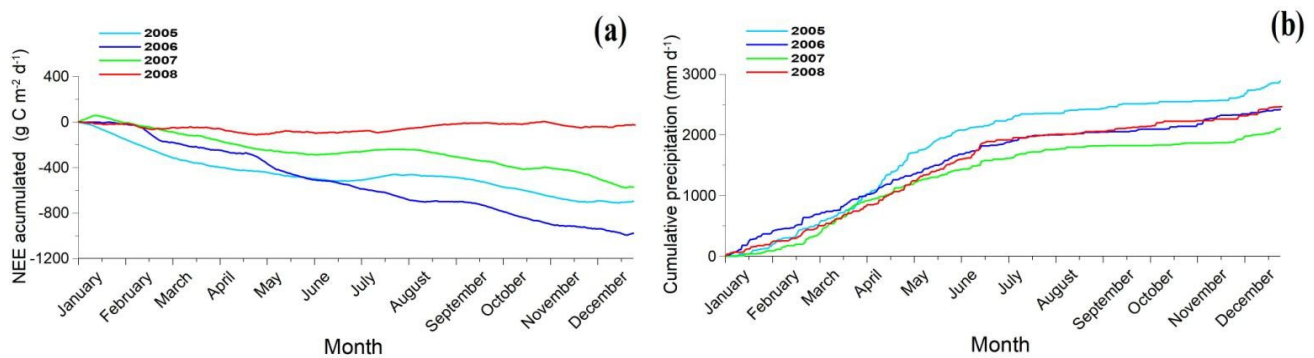 (a)
2005
2006
2007
2008
NEE acumulated (g C m⁻² d⁻¹)
400
0
-400
-800
-1200
January
February
March
April
May
June
July
August
September
October
November
December
Month
(b)
2005
2006
2007
2008
Cumulative precipitation (mm d⁻¹)
3000
2000
1000
0
January
February
March
April
May
June
July
August
September
October
November
December
Month